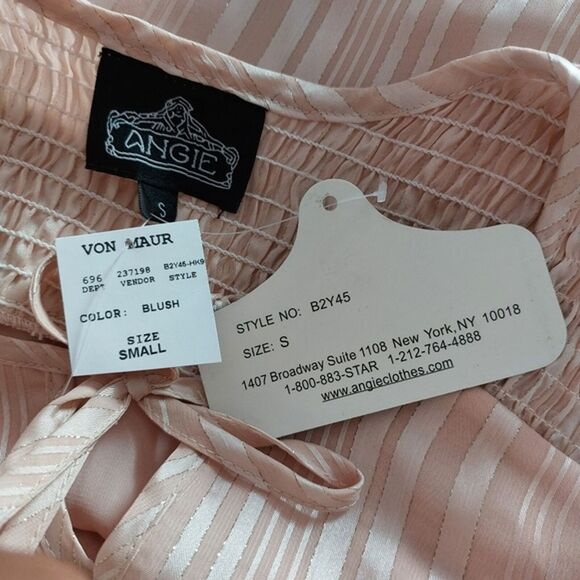 ANGIE
S
VON MAUR
696 237198 B2Y45-HK9
DEPT VENDOR STYLE
COLOR: BLUSH
SIZE
SMALL
STYLE NO: B2Y45
SIZE: S
1407 Broadway Suite 1108 New York, NY 10018
1-800-883-STAR 1-212-764-4888
www.angieclothes.com